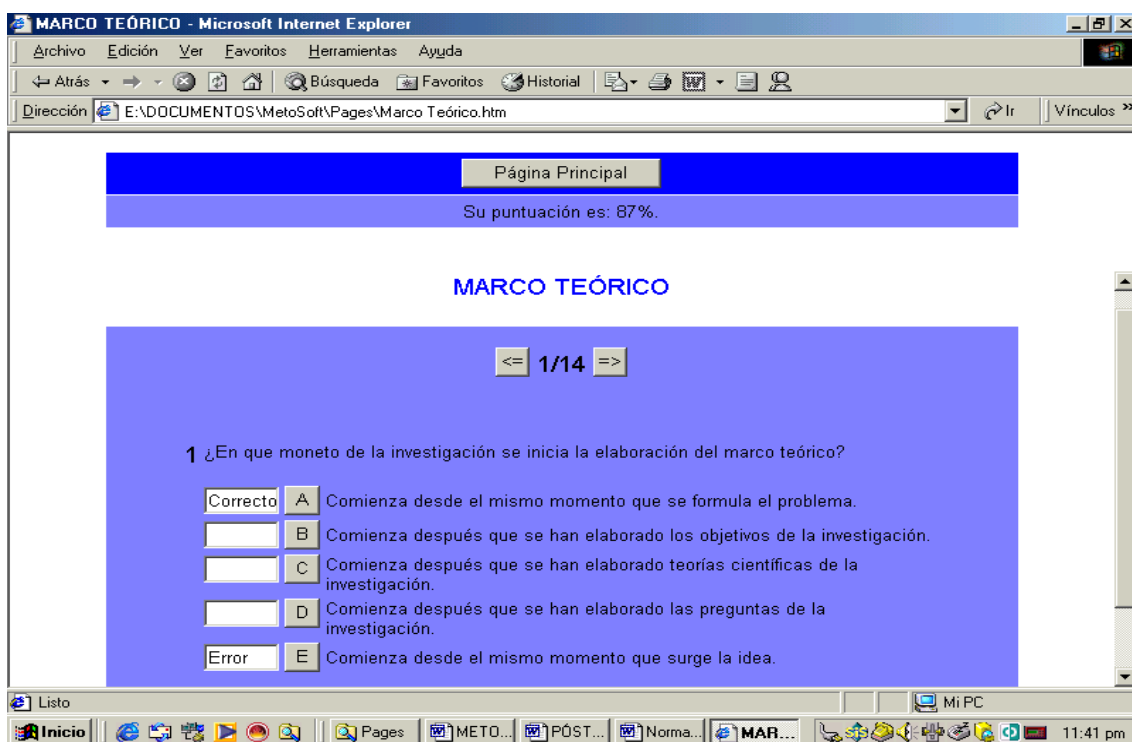 MARCO TEÓRICO - Microsoft Internet Explorer
Archivo Edición Ver Favoritos Herramientas Ayuda
Atrás Búsqueda Favoritos Historial
Dirección E:\DOCUMENTOS\MetoSoft\Pages\Marco Teórico.htm Ir Vínculos »
Página Principal
Su puntuación es: 87%.
MARCO TEÓRICO
<= 1/14 =>
1 ¿En que moneto de la investigación se inicia la elaboración del marco teórico?
Correcto A Comienza desde el mismo momento que se formula el problema.
B Comienza después que se han elaborado los objetivos de la investigación.
C Comienza después que se han elaborado teorías científicas de la
investigación.
D Comienza después que se han elaborado las preguntas de la
investigación.
Error E Comienza desde el mismo momento que surge la idea.
Listo Mi PC
Inicio Pages METO... PÓST... Norma... MAR... 11:41 pm